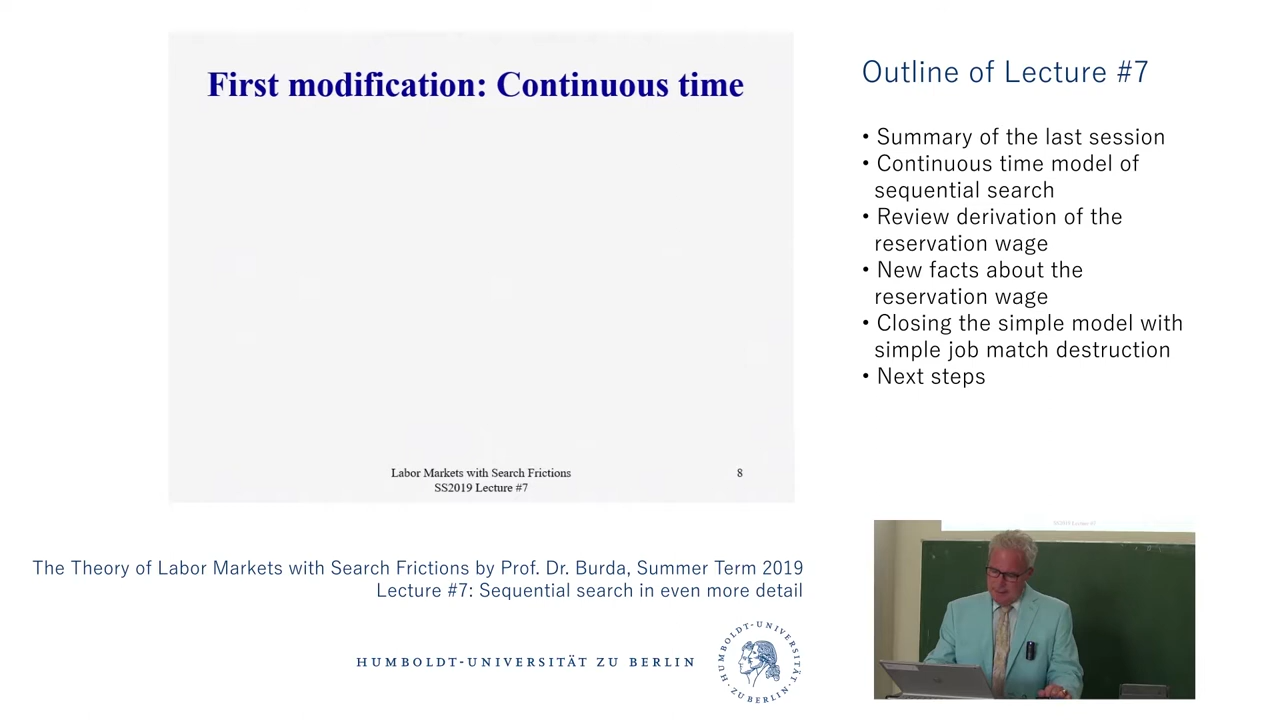 First modification: Continuous time
Labor Markets with Search Frictions
SS2019 Lecture #7
8
Outline of Lecture #7
• Summary of the last session
• Continuous time model of
sequential search
• Review derivation of the
reservation wage
• New facts about the
reservation wage
• Closing the simple model with
simple job match destruction
• Next steps
The Theory of Labor Markets with Search Frictions by Prof. Dr. Burda, Summer Term 2019
Lecture #7: Sequential search in even more detail
HUMBOLDT-UNIVERSITÄT ZU BERLIN
HUMBOLDT-UNIVERSITÄT
ZU BERLIN